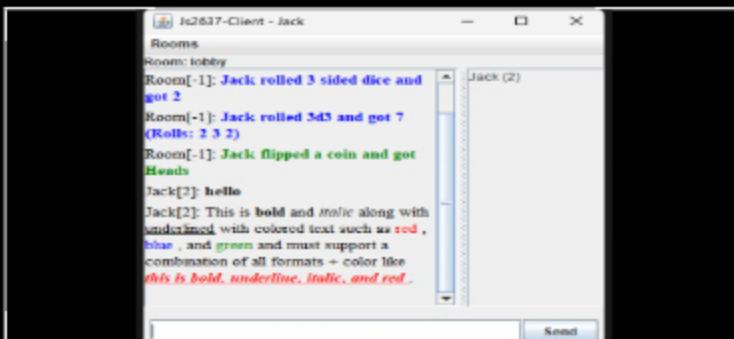 Js2637-Client - Jack
Rooms
Room: lobby
Room[-1]: Jack rolled 3 sided dice and
got 2
Jack (2)
Room[-1]: Jack rolled 3d3 and got 7
(Rolls: 2 3 2)
Room[-1]: Jack flipped a coin and got
Heads
Jack[2]: hello
Jack[2]: This is bold and italic along with
underlined with colored text such as red ,
blue , and green and must support a
combination of all formats + color like
this is bold, underline, italic, and red .
Send